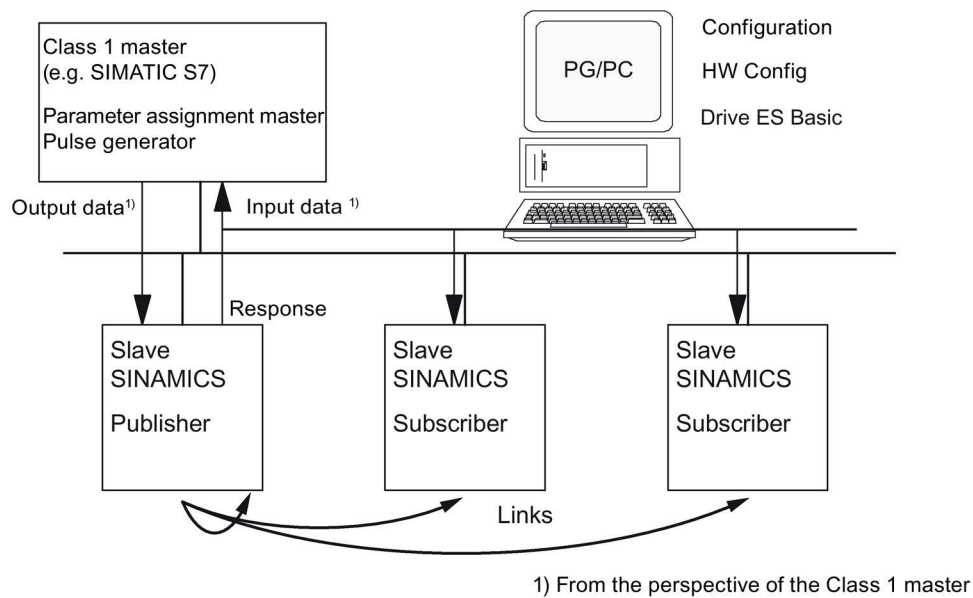 Class 1 master
(e.g. SIMATIC S7)
Parameter assignment master
Pulse generator
PG/PC
Configuration
HW Config
Drive ES Basic
Output data1)
Input data 1)
Response
Slave
SINAMICS
Publisher
Slave
SINAMICS
Subscriber
Slave
SINAMICS
Subscriber
Links
1) From the perspective of the Class 1 master